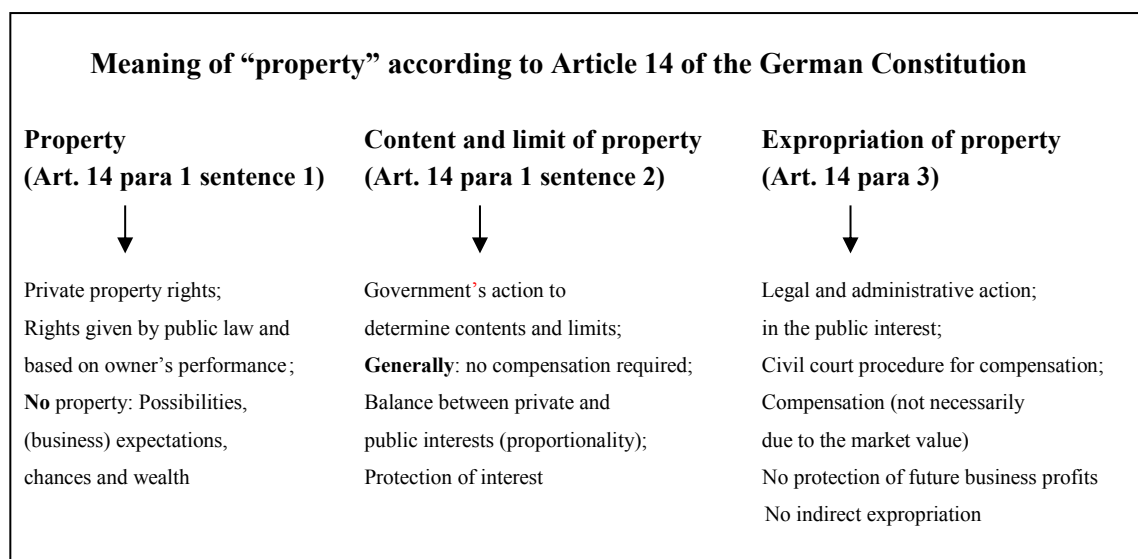 Meaning of “property” according to Article 14 of the German Constitution
Property
(Art. 14 para 1 sentence 1)
Private property rights;
Rights given by public law and
based on owner’s performance;
No property: Possibilities,
(business) expectations,
chances and wealth
Content and limit of property
(Art. 14 para 1 sentence 2)
Government’s action to
determine contents and limits;
Generally: no compensation required;
Balance between private and
public interests (proportionality);
Protection of interest
Expropriation of property
(Art. 14 para 3)
Legal and administrative action;
in the public interest;
Civil court procedure for compensation;
Compensation (not necessarily
due to the market value)
No protection of future business profits
No indirect expropriation